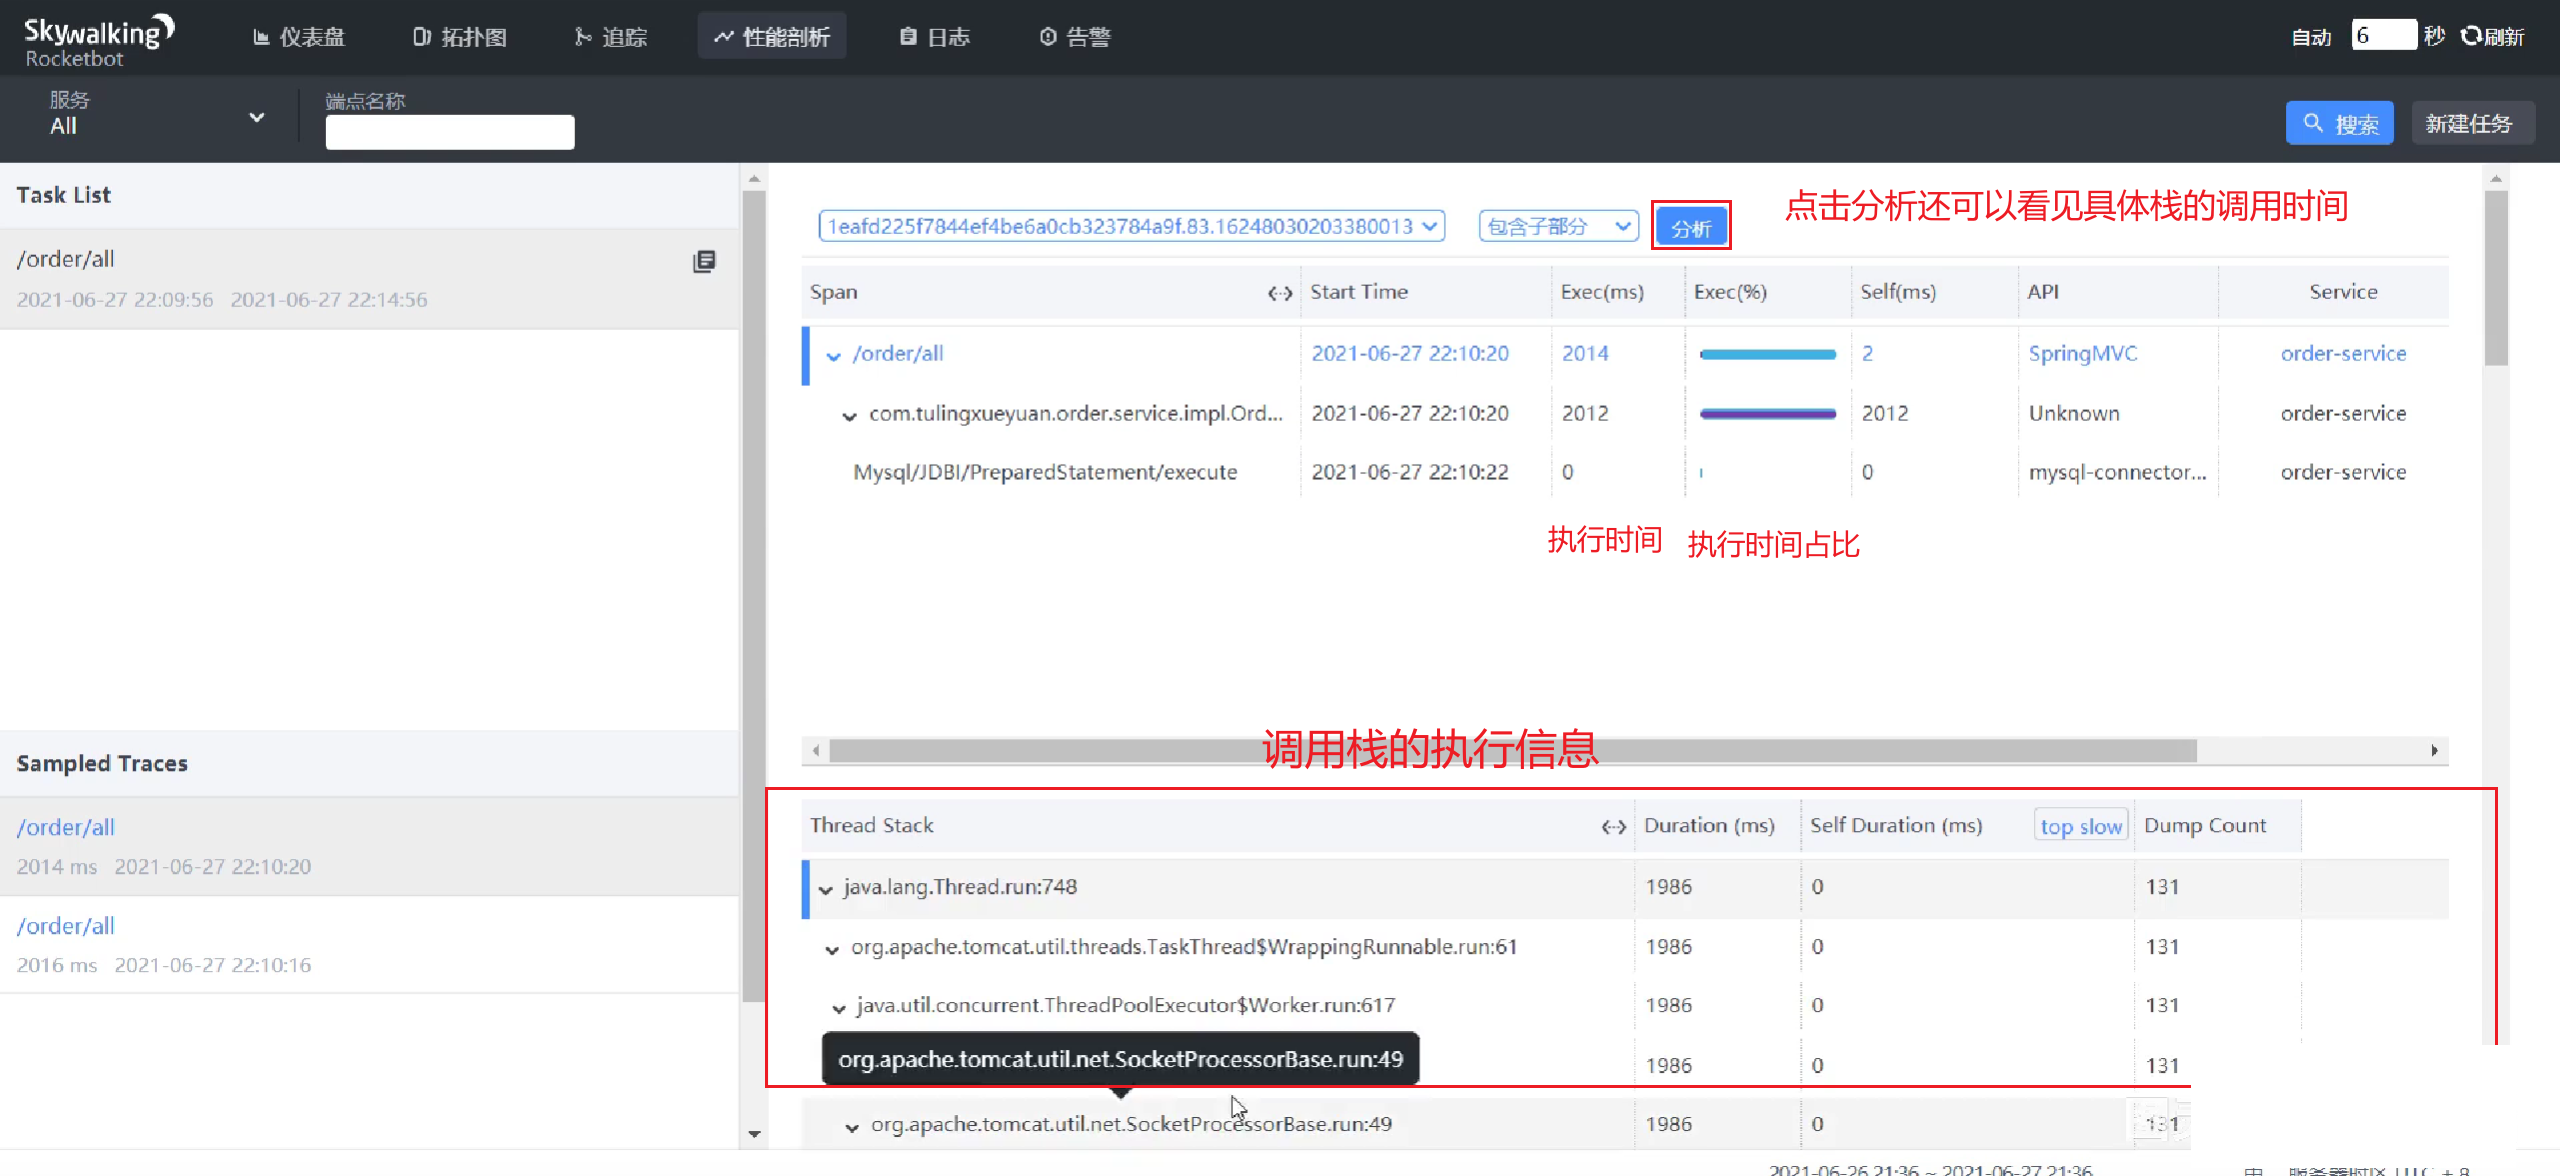 Skywalking
Rocketbot
仪表盘
拓扑图
追踪
性能剖析
日志
告警
自动 6 秒 刷新
服务
All
端点名称
搜索
新建任务
Task List
/order/all
2021-06-27 22:09:56 2021-06-27 22:14:56
Sampled Traces
/order/all
2014 ms 2021-06-27 22:10:20
/order/all
2016 ms 2021-06-27 22:10:16
1eafd225f7844ef4be6a0cb323784a9f.83.16248030203380013 包含子部分 分析 点击分析还可以看见具体栈的调用时间
Span Start Time Exec(ms) Exec(%) Self(ms) API Service
/order/all 2021-06-27 22:10:20 2014 2 SpringMVC order-service
com.tulingxueyuan.order.service.impl.Ord... 2021-06-27 22:10:20 2012 2012 Unknown order-service
Mysql/JDBI/PreparedStatement/execute 2021-06-27 22:10:22 0 0 mysql-connector... order-service
执行时间 执行时间占比
调用栈的执行信息
Thread Stack Duration (ms) Self Duration (ms) top slow Dump Count
java.lang.Thread.run:748 1986 0 131
org.apache.tomcat.util.threads.TaskThread$WrappingRunnable.run:61 1986 0 131
java.util.concurrent.ThreadPoolExecutor$Worker.run:617 1986 0 131
org.apache.tomcat.util.net.SocketProcessorBase.run:49 1986 0 131
org.apache.tomcat.util.net.SocketProcessorBase.run:49 1986 0 131
2021-06-26 21:36 ~ 2021-06-27 21:36